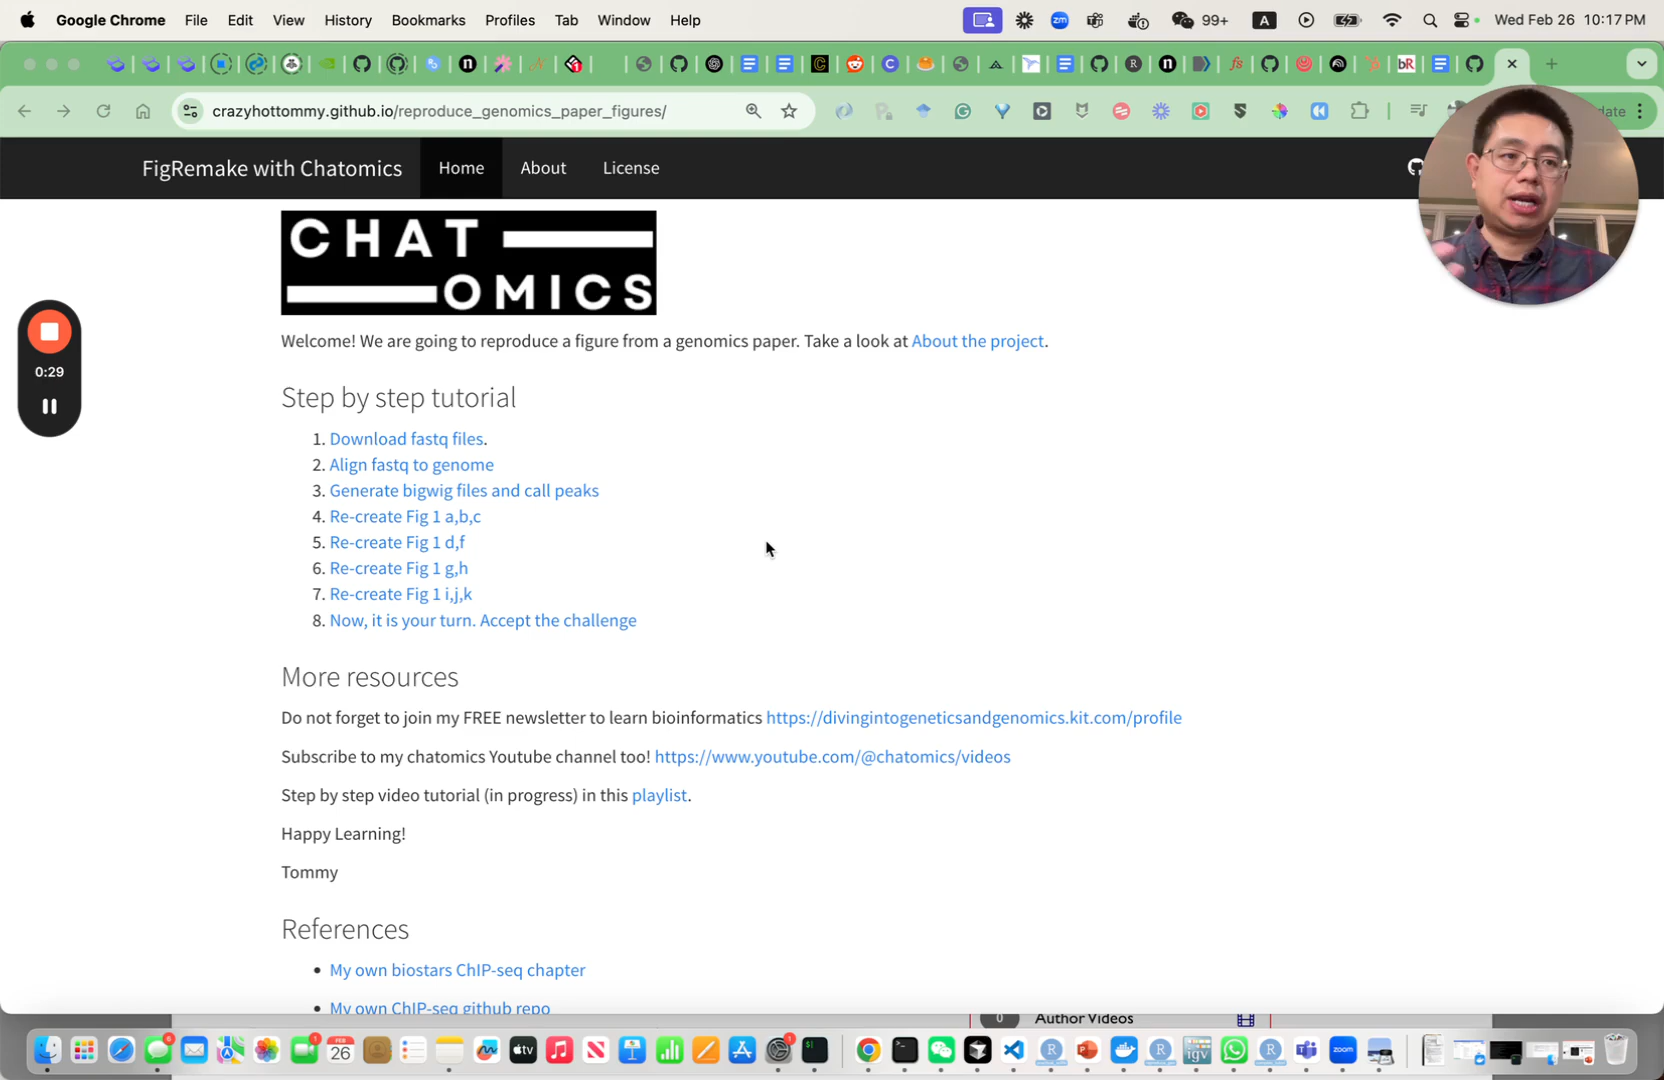 Google Chrome File Edit View History Bookmarks Profiles Tab Window Help
zm
99+
A
Wed Feb 26 10:17 PM
crazyhottommy.github.io/reproduce_genomics_paper_figures/
FigRemake with Chatomics Home About License
CHAT
OMICS
Welcome! We are going to reproduce a figure from a genomics paper. Take a look at About the project.
0:29
Step by step tutorial
1. Download fastq files.
2. Align fastq to genome
3. Generate bigwig files and call peaks
4. Re-create Fig 1 a,b,c
5. Re-create Fig 1 d,f
6. Re-create Fig 1 g,h
7. Re-create Fig 1 i,j,k
8. Now, it is your turn. Accept the challenge
More resources
Do not forget to join my FREE newsletter to learn bioinformatics https://divingintogeneticsandgenomics.kit.com/profile
Subscribe to my chatomics Youtube channel too! https://www.youtube.com/@chatomics/videos
Step by step video tutorial (in progress) in this playlist.
Happy Learning!
Tommy
References
• My own biostars ChIP-seq chapter
• My own ChIP-seq github repo
0 Author Videos
FEB
26
tv
igv
zoom